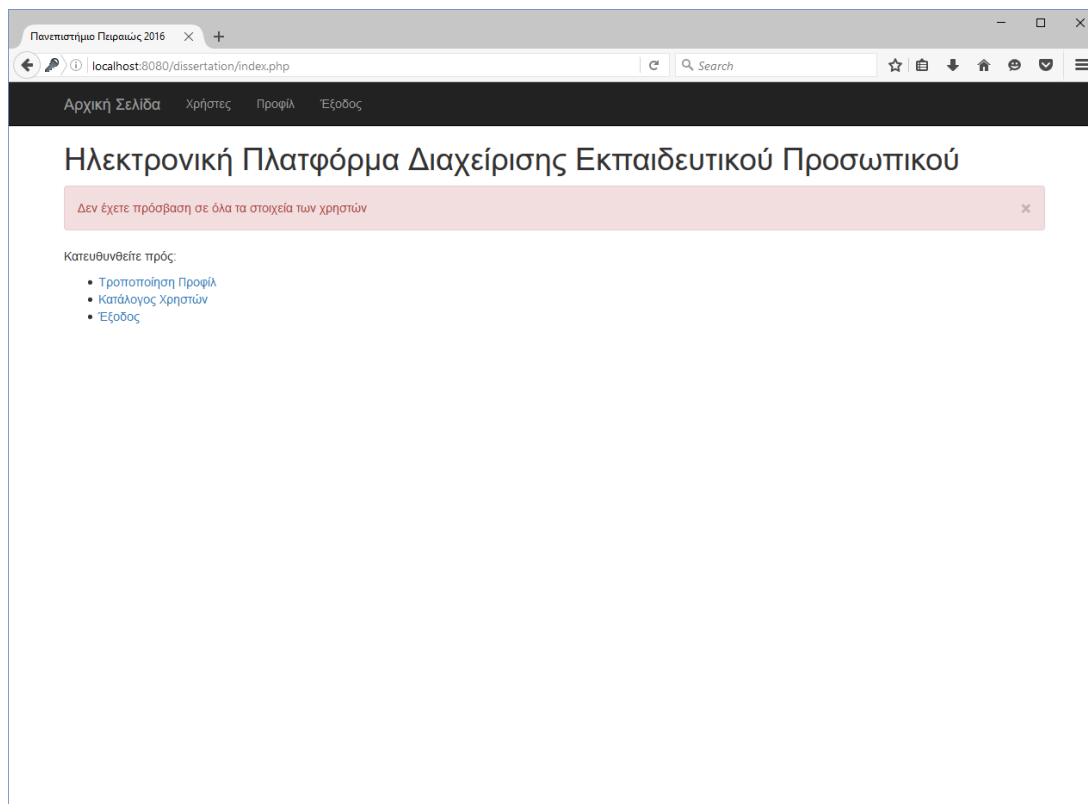 Πανεπιστήμιο Πειραιώς 2016
localhost:8080/dissertation/index.php
Search
Αρχική Σελίδα Χρήστες Προφίλ Έξοδος
Ηλεκτρονική Πλατφόρμα Διαχείρισης Εκπαιδευτικού Προσωπικού
Δεν έχετε πρόσβαση σε όλα τα στοιχεία των χρηστών
Κατευθυνθείτε πρός:
Τροποποίηση Προφίλ
Κατάλογος Χρηστών
Έξοδος